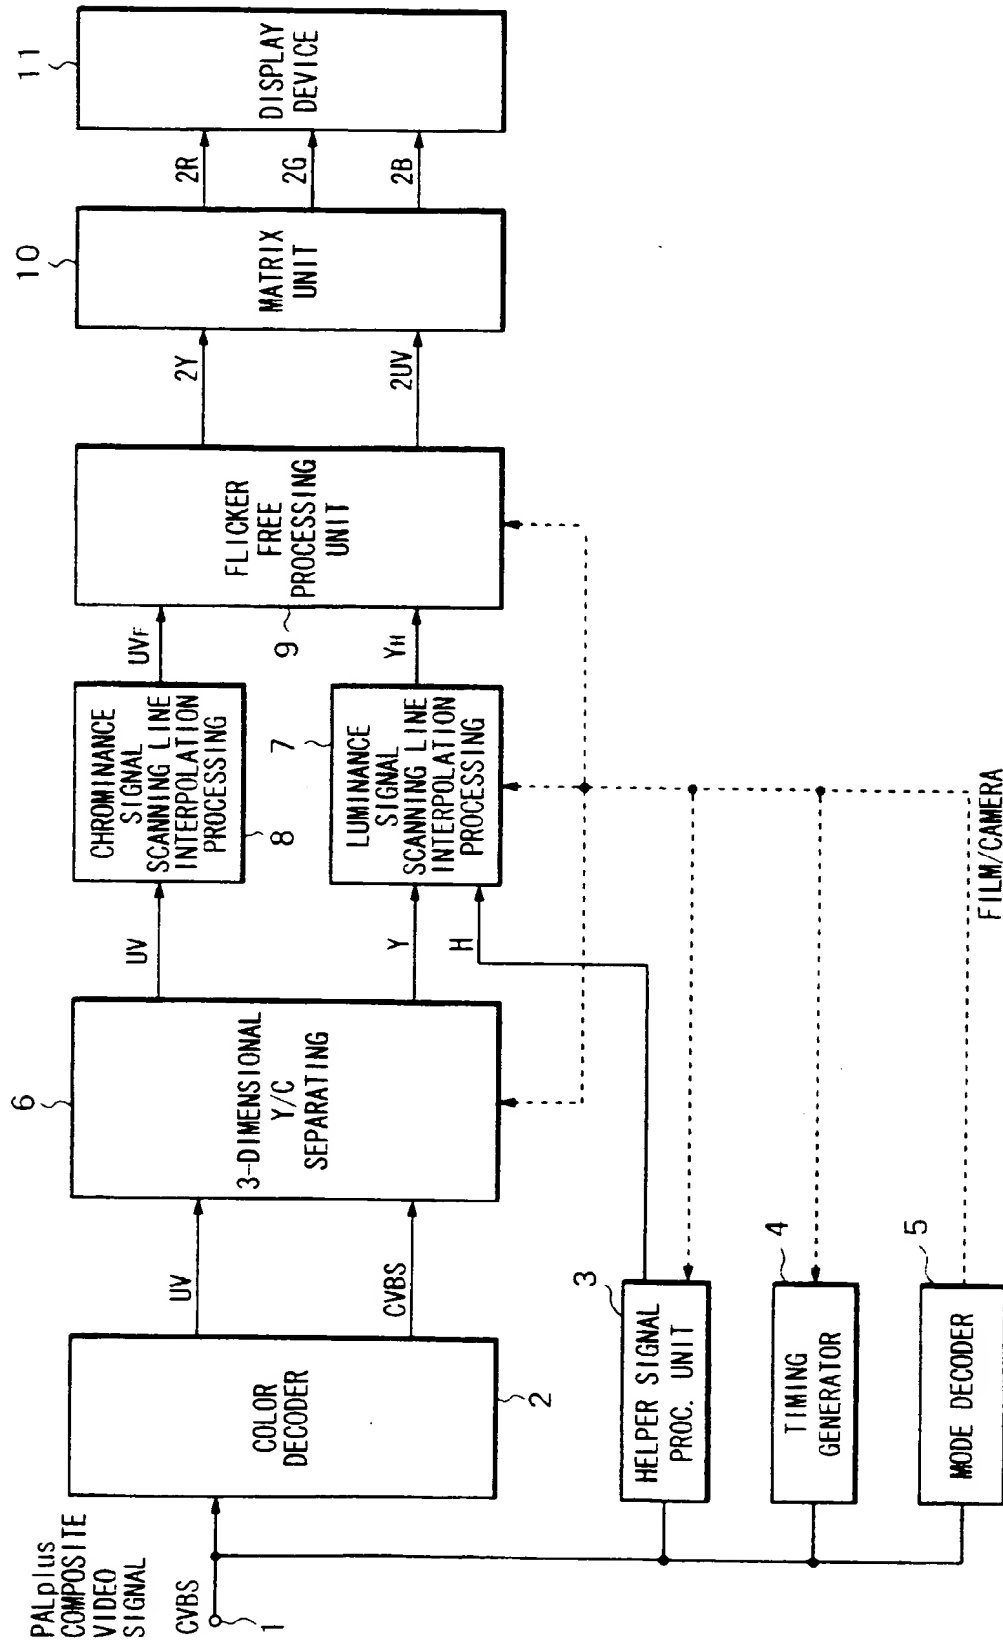 PALplus
COMPOSITE
VIDEO
SIGNAL
CVBS
1
COLOR
DECODER
2
UV
CVBS
3-DIMENSIONAL
Y/C
SEPARATING
6
UV
Y
H
CHROMINANCE
SIGNAL
SCANNING LINE
INTERPOLATION
PROCESSING
8
LUMINANCE
SIGNAL
SCANNING LINE
INTERPOLATION
PROCESSING
7
UVF
YH
FLICKER
FREE
PROCESSING
UNIT
9
2Y
2UV
MATRIX
UNIT
10
2R
2G
2B
DISPLAY
DEVICE
11
HELPER SIGNAL
PROC. UNIT
3
TIMING
GENERATOR
4
MODE DECODER
5
FILM/CAMERA